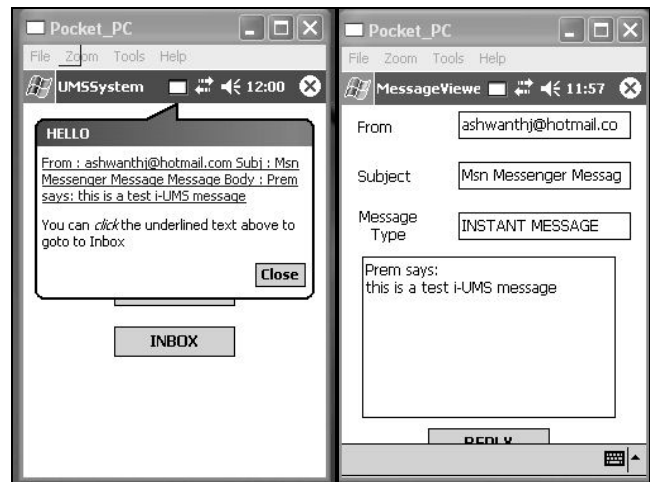 Pocket_PC
File Zoom Tools Help
UMSSystem 12:00
HELLO
From : ashwanthj@hotmail.com Subj : Msn
Messenger Message Message Body : Prem
says: this is a test i-UMS message
You can click the underlined text above to
goto to Inbox
Close
INBOX
Pocket_PC
File Zoom Tools Help
MessageViewe 11:57
From ashwanthj@hotmail.co
Subject Msn Messenger Messag
Message
Type INSTANT MESSAGE
Prem says:
this is a test i-UMS message
REPLY